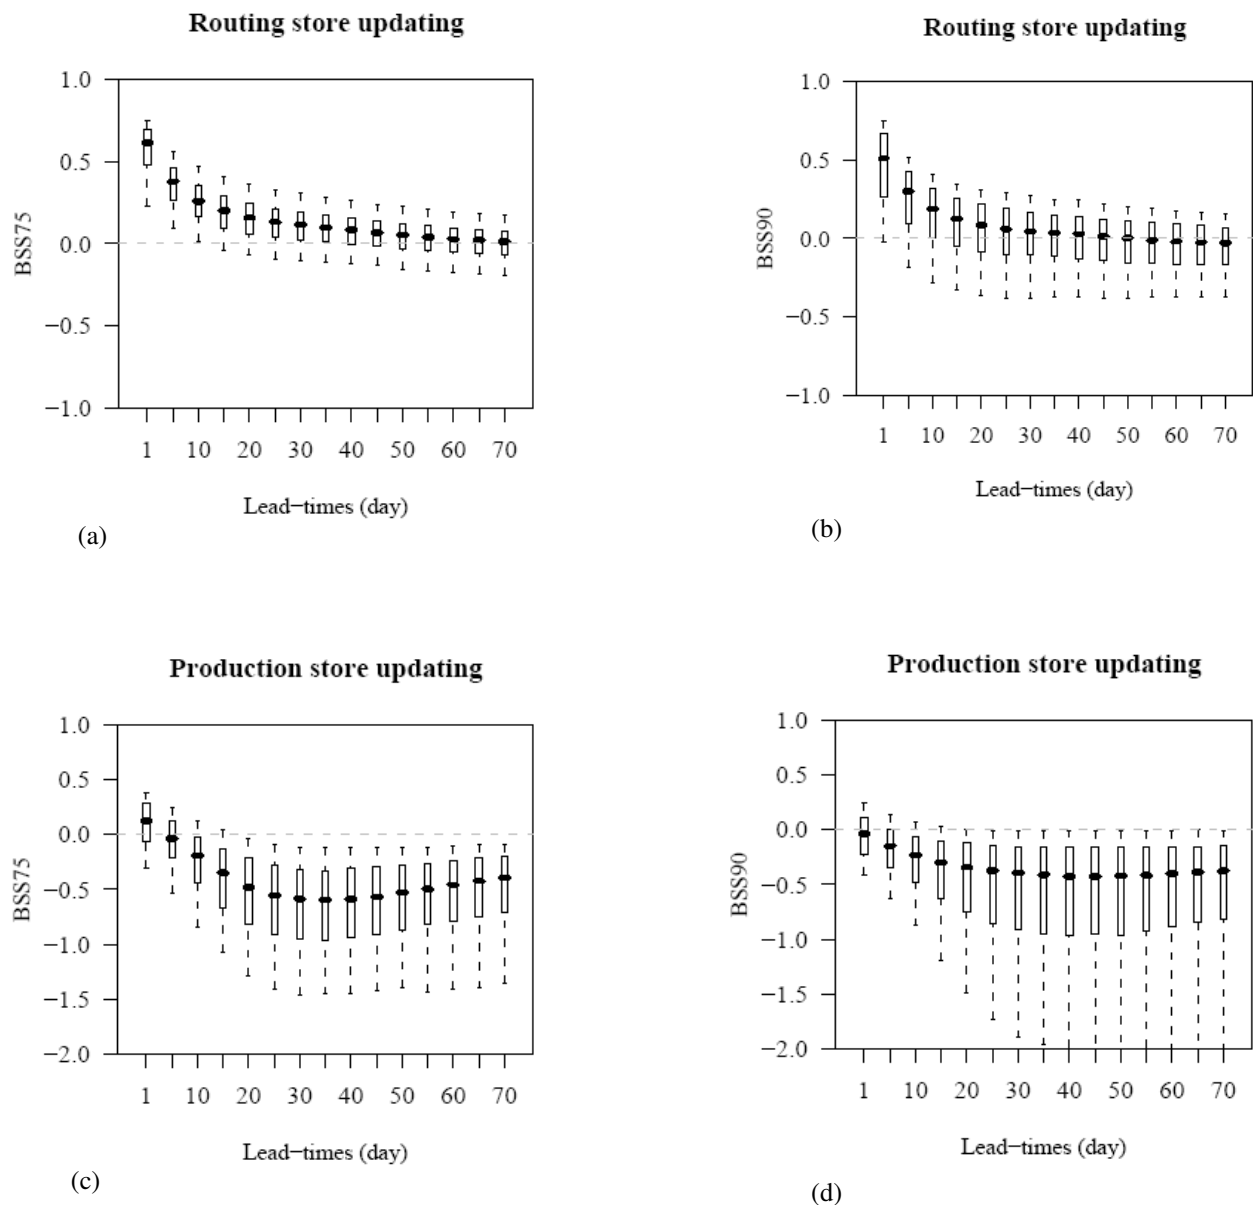 Routing store updating
1.0
0.5
0.0
−0.5
−1.0
BSS75
1 10 20 30 40 50 60 70
Lead−times (day)
(a)
Routing store updating
1.0
0.5
0.0
−0.5
−1.0
BSS90
1 10 20 30 40 50 60 70
Lead−times (day)
(b)
Production store updating
1.0
0.5
0.0
−0.5
−1.0
−1.5
−2.0
BSS75
1 10 20 30 40 50 60 70
Lead−times (day)
(c)
Production store updating
1.0
0.5
0.0
−0.5
−1.0
−1.5
−2.0
BSS90
1 10 20 30 40 50 60 70
Lead−times (day)
(d)